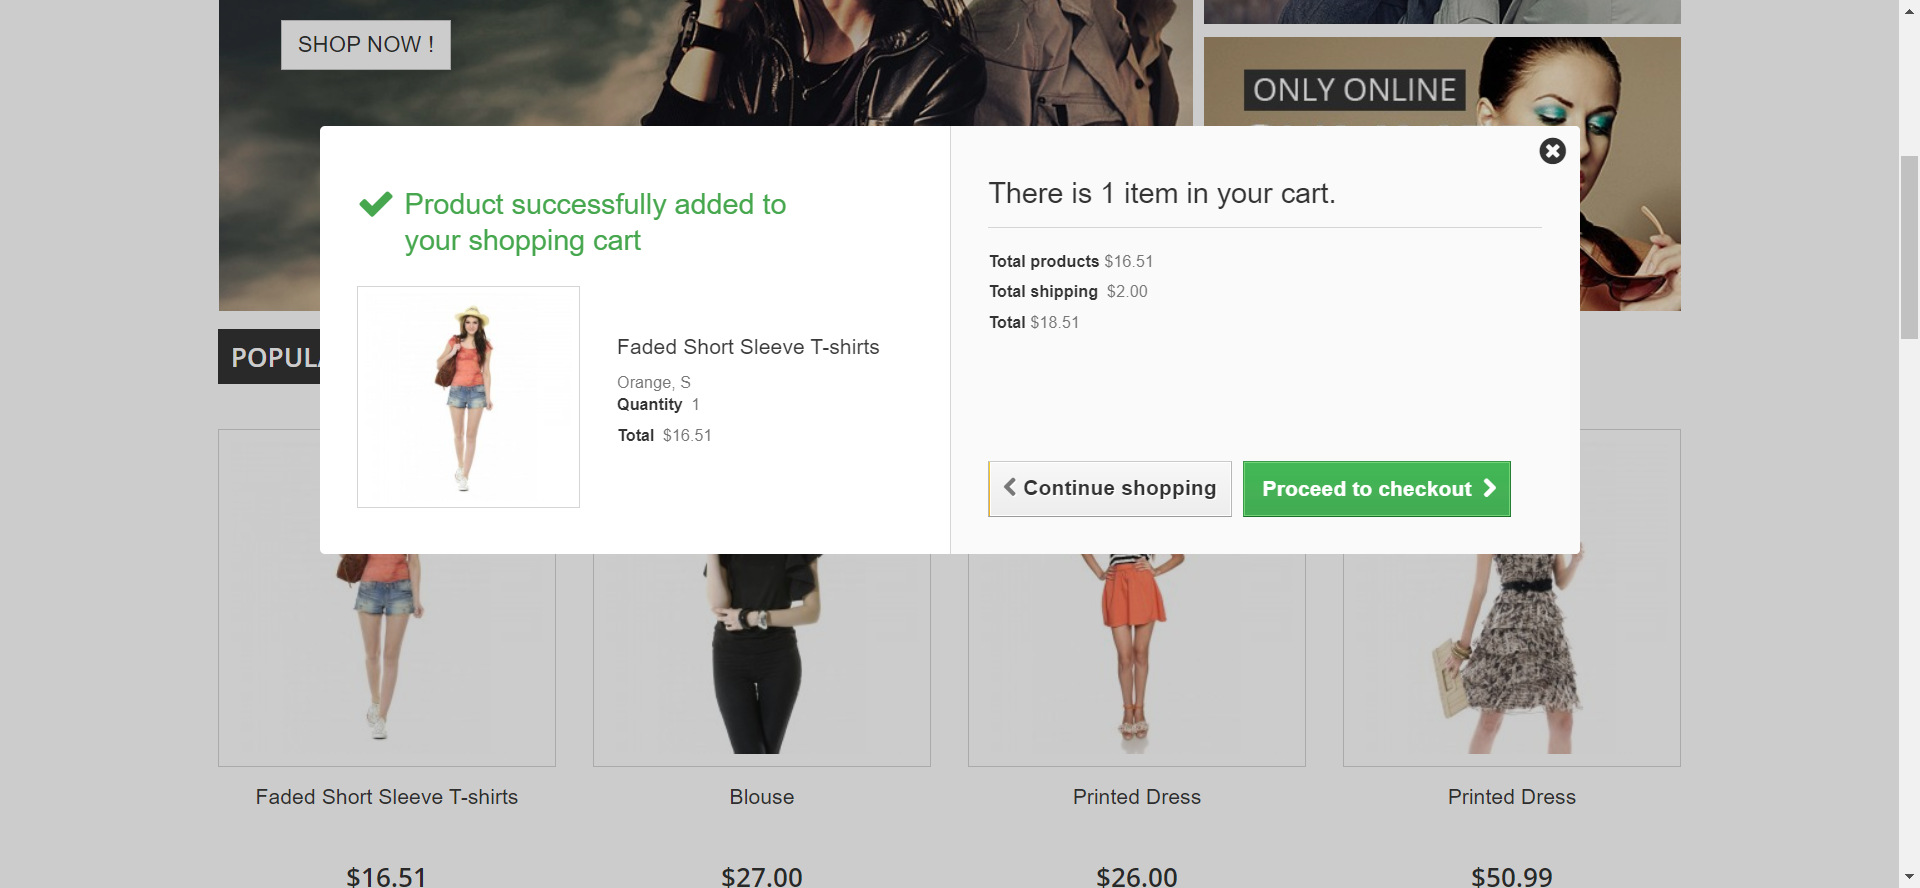 SHOP NOW !
ONLY ONLINE
Product successfully added to
your shopping cart
Faded Short Sleeve T-shirts
Orange, S
Quantity 1
Total $16.51
There is 1 item in your cart.
Total products $16.51
Total shipping $2.00
Total $18.51
Continue shopping
Proceed to checkout
POPUL
Faded Short Sleeve T-shirts
Blouse
Printed Dress
Printed Dress
$16.51
$27.00
$26.00
$50.99